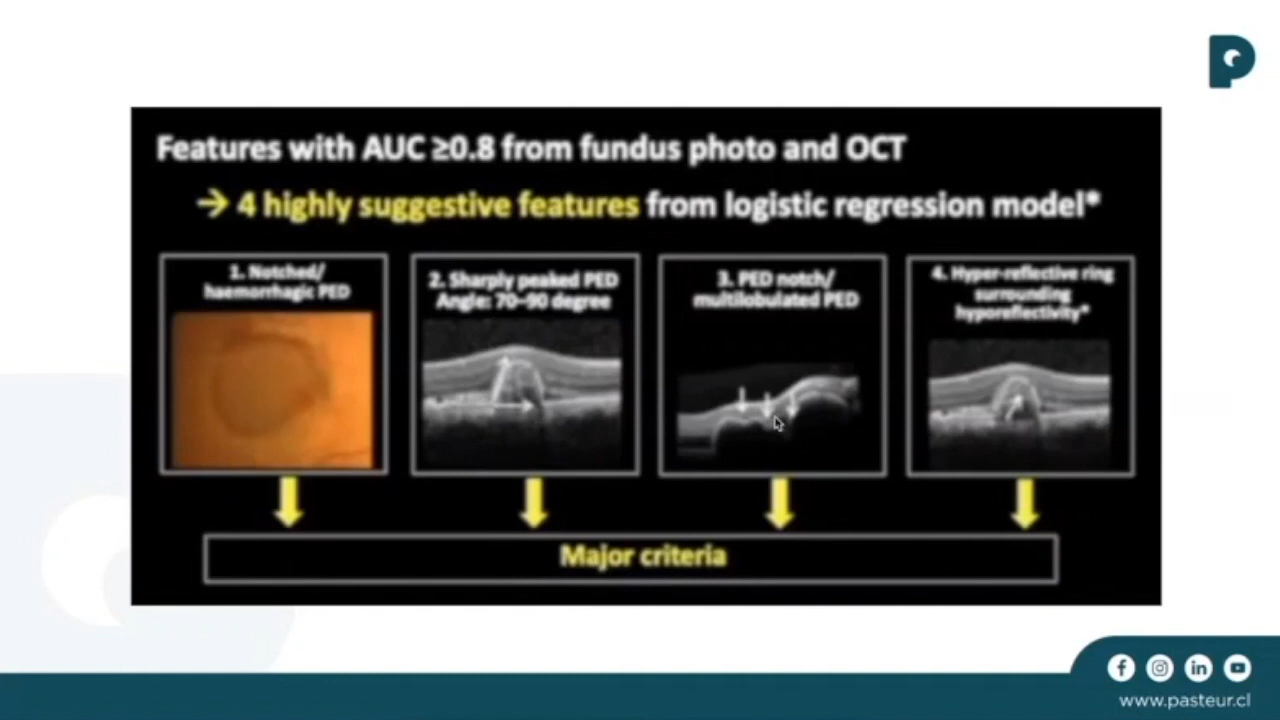 Features with AUC ≥0.8 from fundus photo and OCT
→ 4 highly suggestive features from logistic regression model*
1. Notched/
haemorrhagic PED
2. Sharply peaked PED
Angle: 70-90 degree
3. PED notch/
multilobulated PED
4. Hyper-reflective ring
surrounding
hyporeflectivity*
Major criteria
www.pasteur.cl